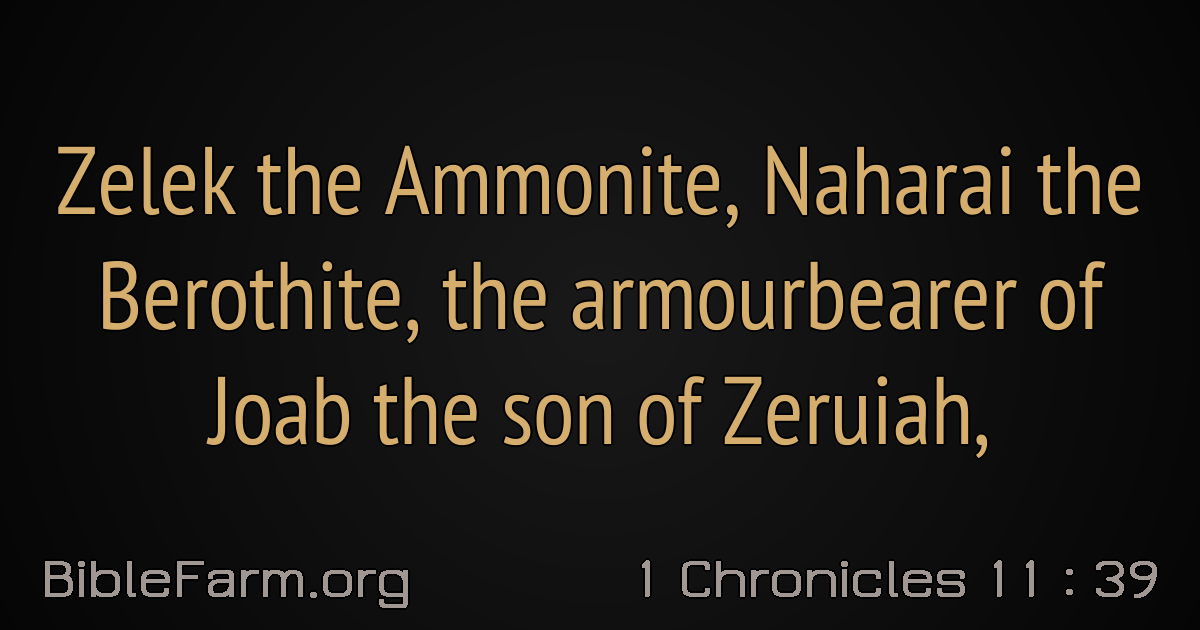 Zelek the Ammonite, Naharai the
Berothite, the armourbearer of
Joab the son of Zeruiah,
BibleFarm.org
1 Chronicles 11 : 39